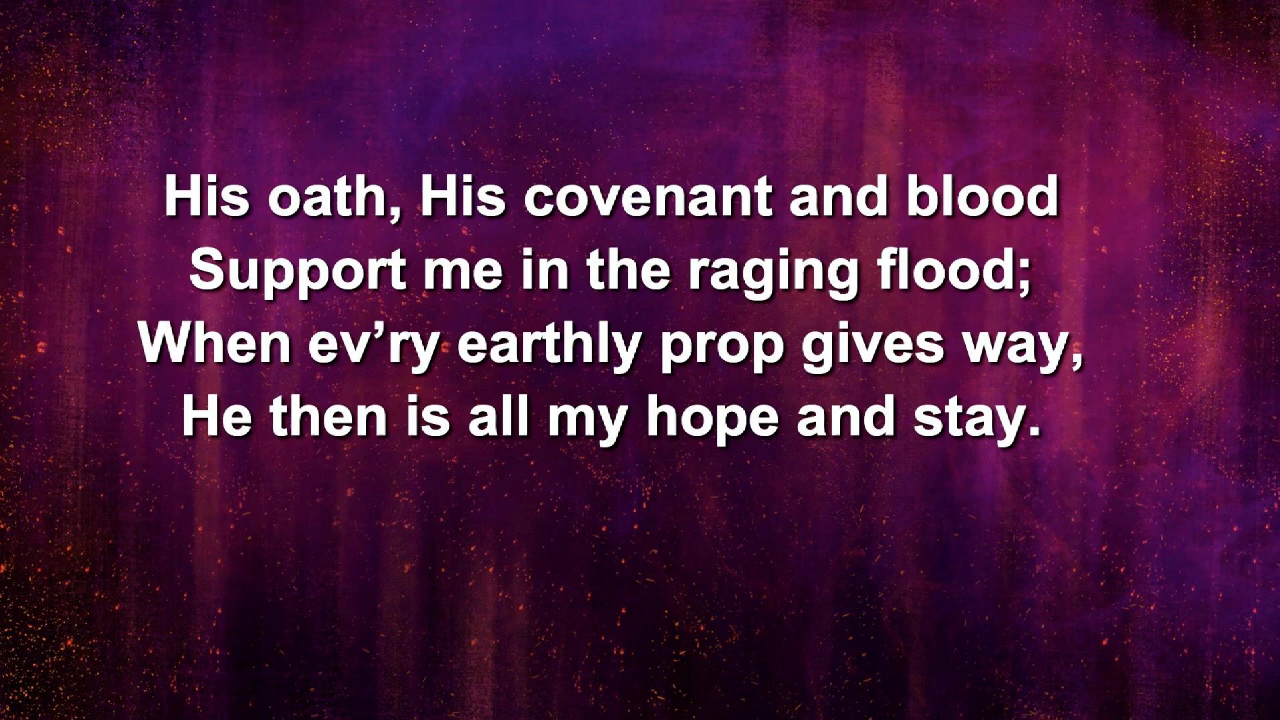 His oath, His covenant and blood
Support me in the raging flood;
When ev’ry earthly prop gives way,
He then is all my hope and stay.